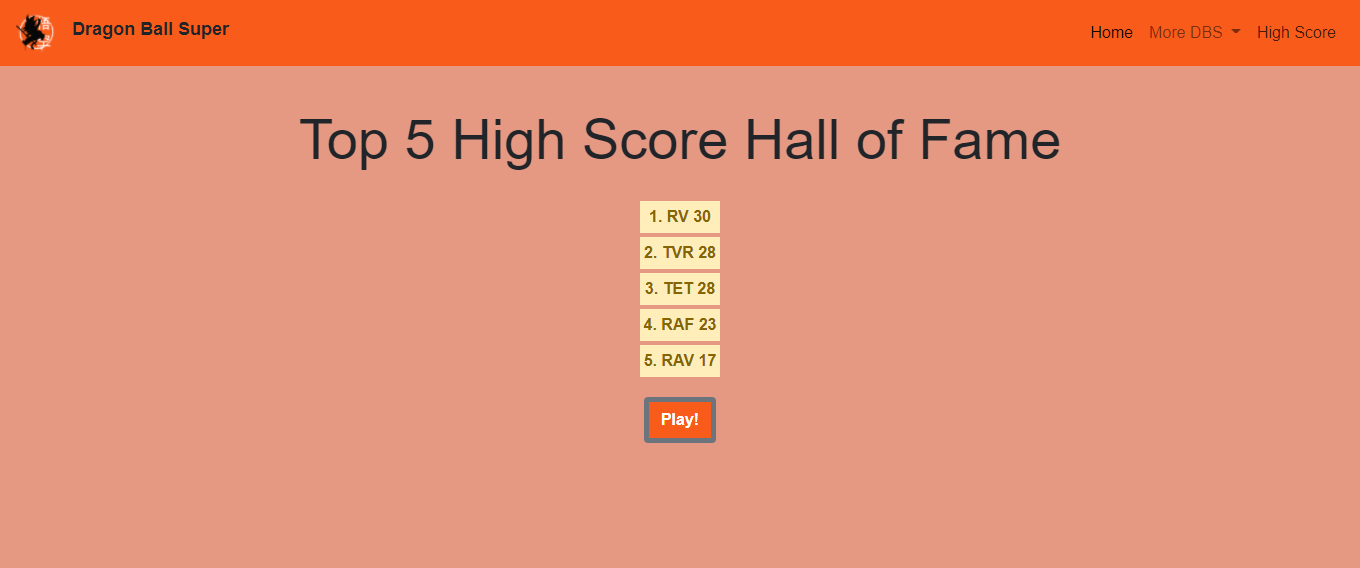 Dragon Ball Super
Home More DBS High Score
Top 5 High Score Hall of Fame
1. RV 30
2. TVR 28
3. TET 28
4. RAF 23
5. RAV 17
Play!